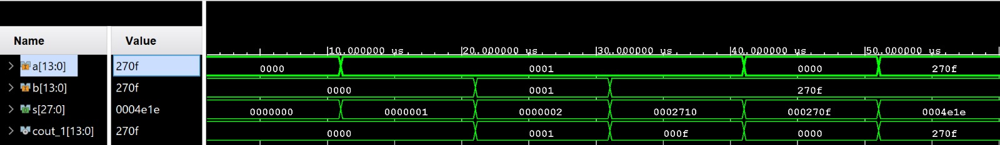 Name Value
10.000000 us 20.000000 us 30.000000 us 40.000000 us 50.000000 us
a[13:0] 270f 0000 0001 0000 270f
b[13:0] 270f 0000 0001 270f
s[27:0] 0004e1e 0000000 0000001 0000002 0002710 000270f 0004e1e
cout_1[13:0] 270f 0000 0001 000f 0000 270f